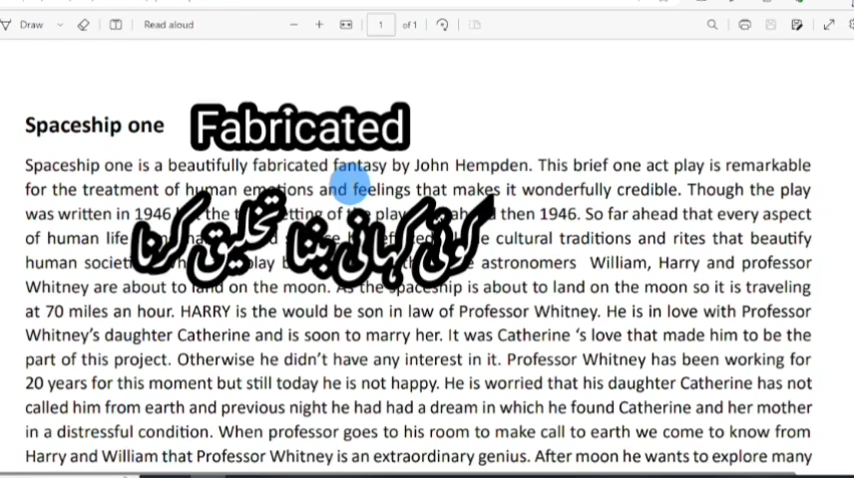 Draw
Read aloud
1 of 1
Spaceship one
Fabricated
Spaceship one is a beautifully fabricated fantasy by John Hempden. This brief one act play is remarkable
for the treatment of human emotions and feelings that makes it wonderfully credible. Though the play
was written in 1946 the setting of the play then 1946. So far ahead that every aspect
of human life cultural traditions and rites that beautify
کوئی کہانی بنانا تخلیق کرنا
human play astronomers William, Harry and professor
Whitney are about to land on the moon. As the spaceship is about to land on the moon so it is traveling
at 70 miles an hour. HARRY is the would be son in law of Professor Whitney. He is in love with Professor
Whitney's daughter Catherine and is soon to marry her. It was Catherine 's love that made him to be the
part of this project. Otherwise he didn't have any interest in it. Professor Whitney has been working for
20 years for this moment but still today he is not happy. He is worried that his daughter Catherine has not
called him from earth and previous night he had had a dream in which he found Catherine and her mother
in a distressful condition. When professor goes to his room to make call to earth we come to know from
Harry and William that Professor Whitney is an extraordinary genius. After moon he wants to explore many